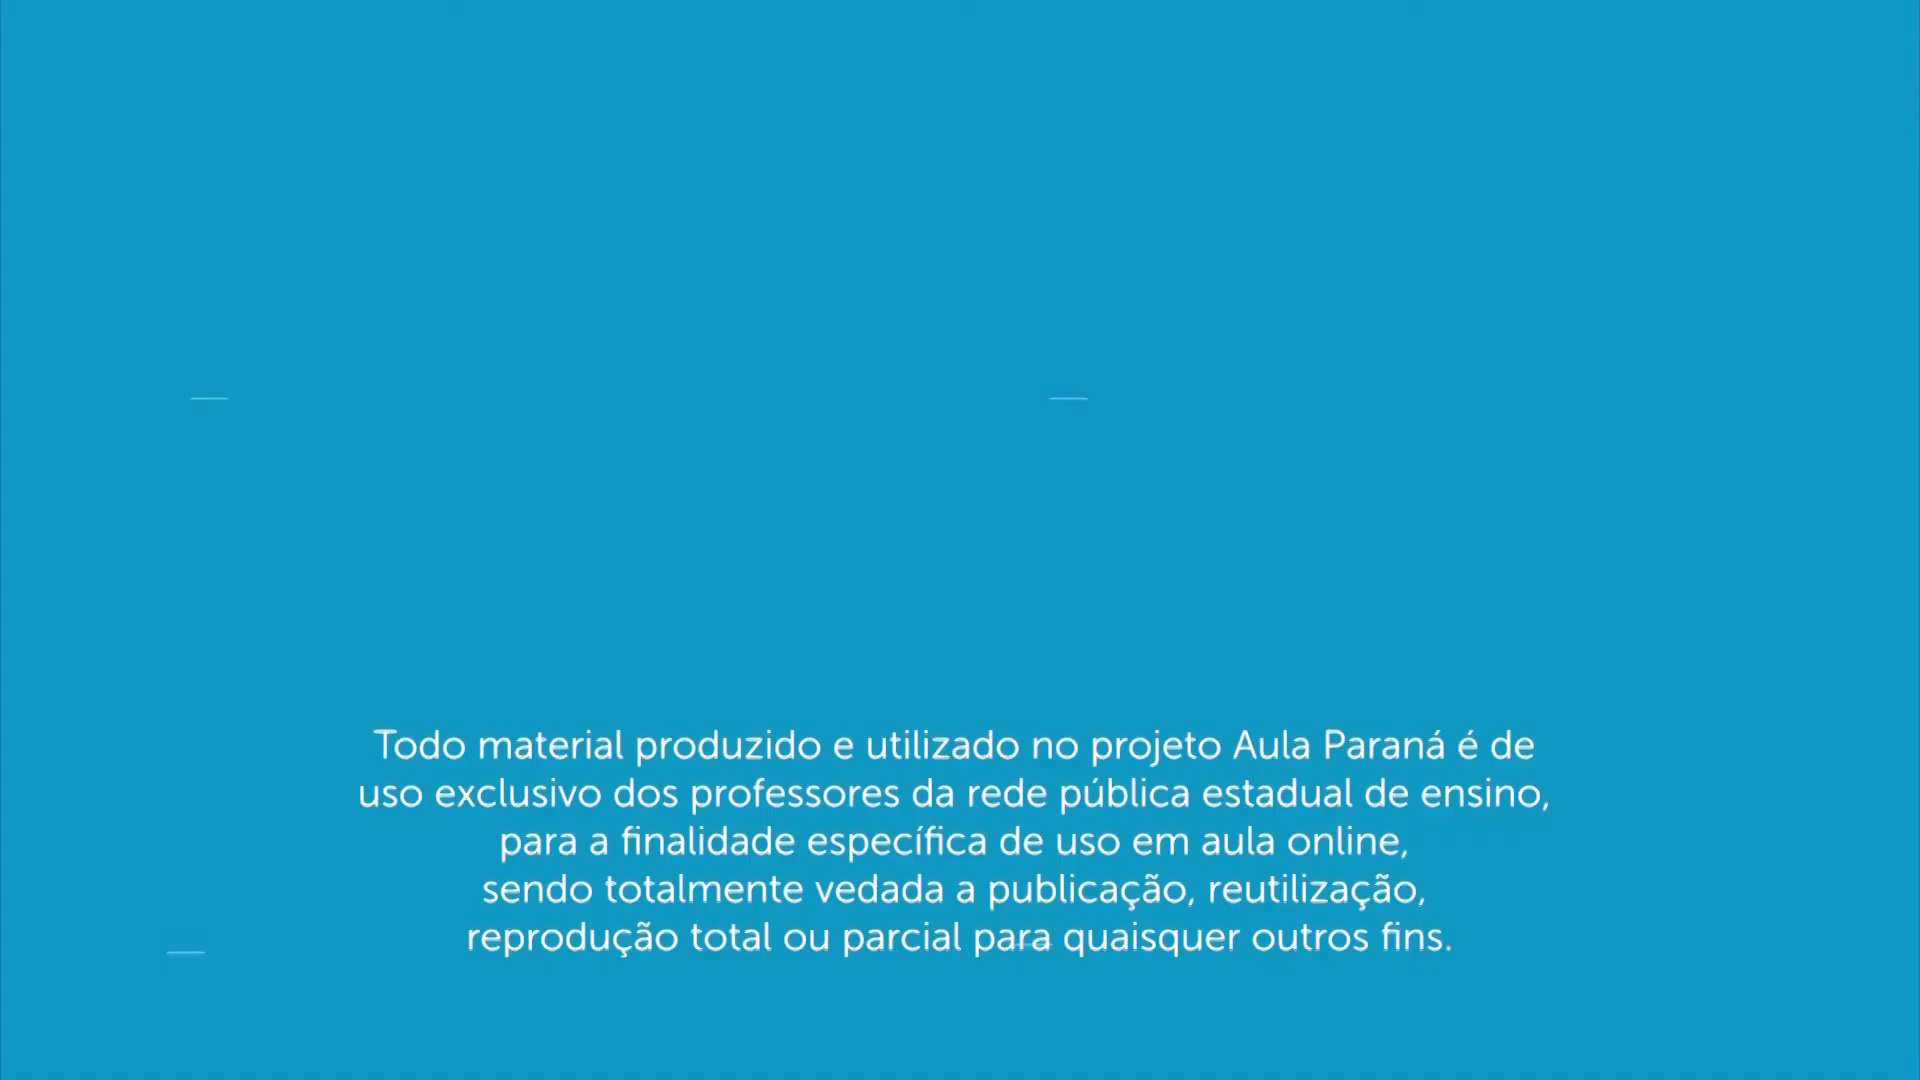 Todo material produzido e utilizado no projeto Aula Paraná é de
uso exclusivo dos professores da rede pública estadual de ensino,
para a finalidade específica de uso em aula online,
sendo totalmente vedada a publicação, reutilização,
reprodução total ou parcial para quaisquer outros fins.